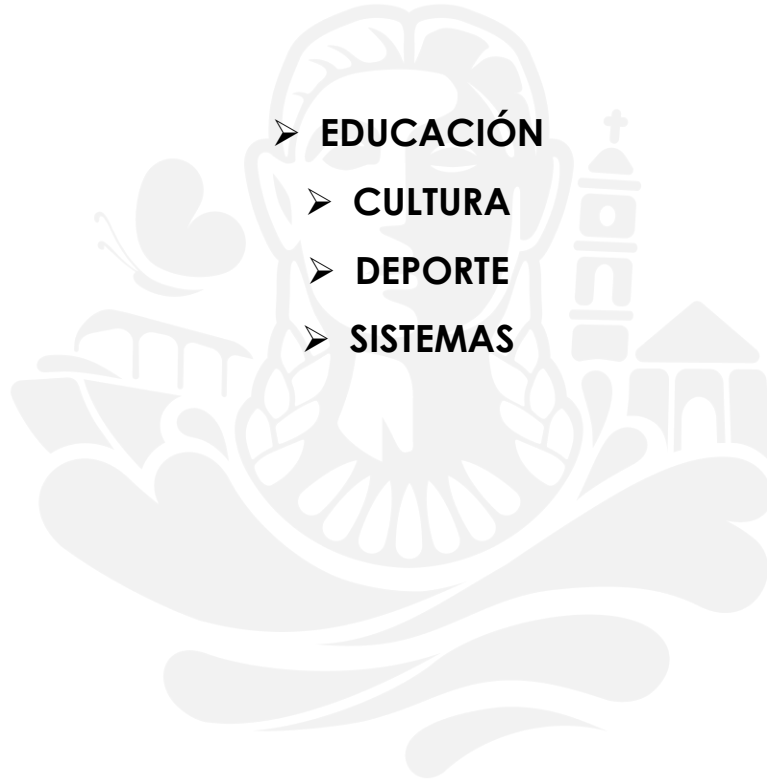 ➢ EDUCACIÓN
➢ CULTURA
➢ DEPORTE
➢ SISTEMAS